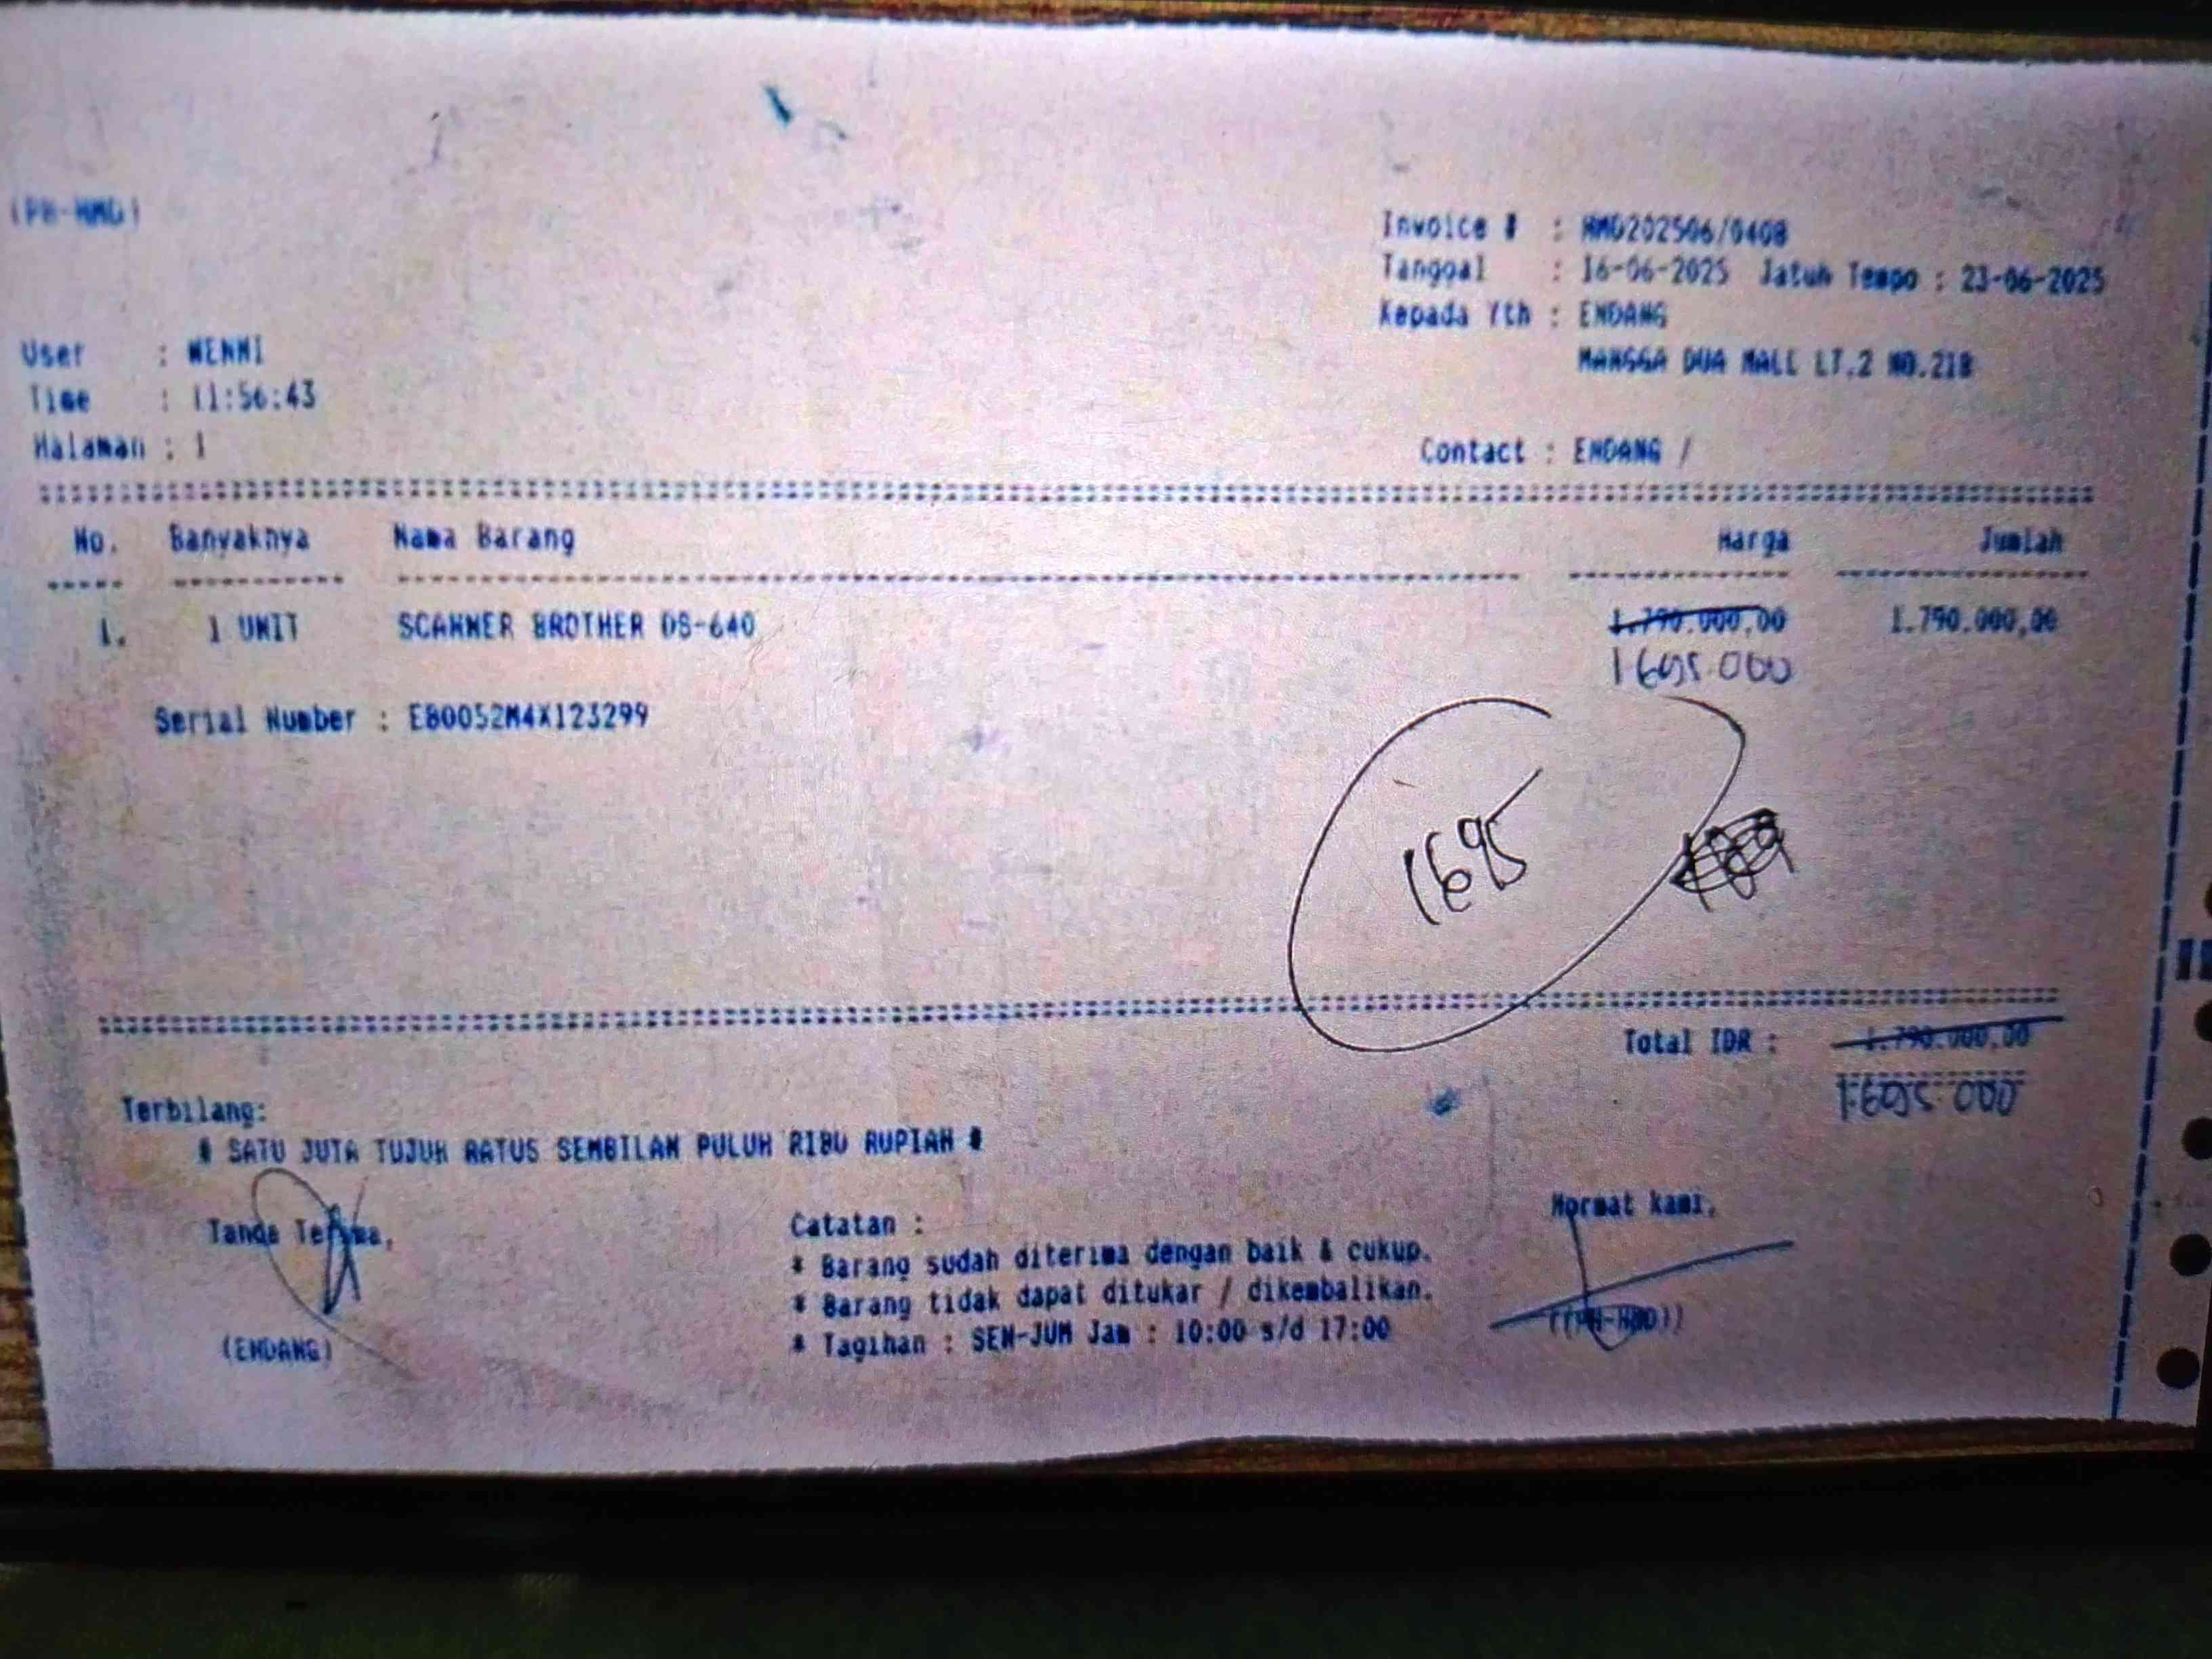 (PH-HMD)
Invoice # : HMD202506/0408
Tanggal : 16-06-2025 Jatuh Tempo : 23-06-2025
Kepada Yth : ENDANG
MANGGA DUA MALL LT.2 NO.218
User : WENNI
Time : 11:56:43
Halaman : 1
Contact : ENDANG /
No. Banyaknya Nama Barang Harga Jumlah
1. 1 UNIT SCANNER BROTHER DS-640 1.790.000,00 1.790.000,00
1695.000
Serial Number : E80052M4X123299
1695
Total IDR : 1.790.000,00
1.695.000
Terbilang:
# SATU JUTA TUJUH RATUS SEMBILAN PULUH RIBU RUPIAH #
Tanda Terima,
(ENDANG)
Catatan :
* Barang sudah diterima dengan baik & cukup.
* Barang tidak dapat ditukar / dikembalikan.
* Tagihan : SEN-JUM Jam : 10:00 s/d 17:00
Hormat kami,
((PH-HMD))